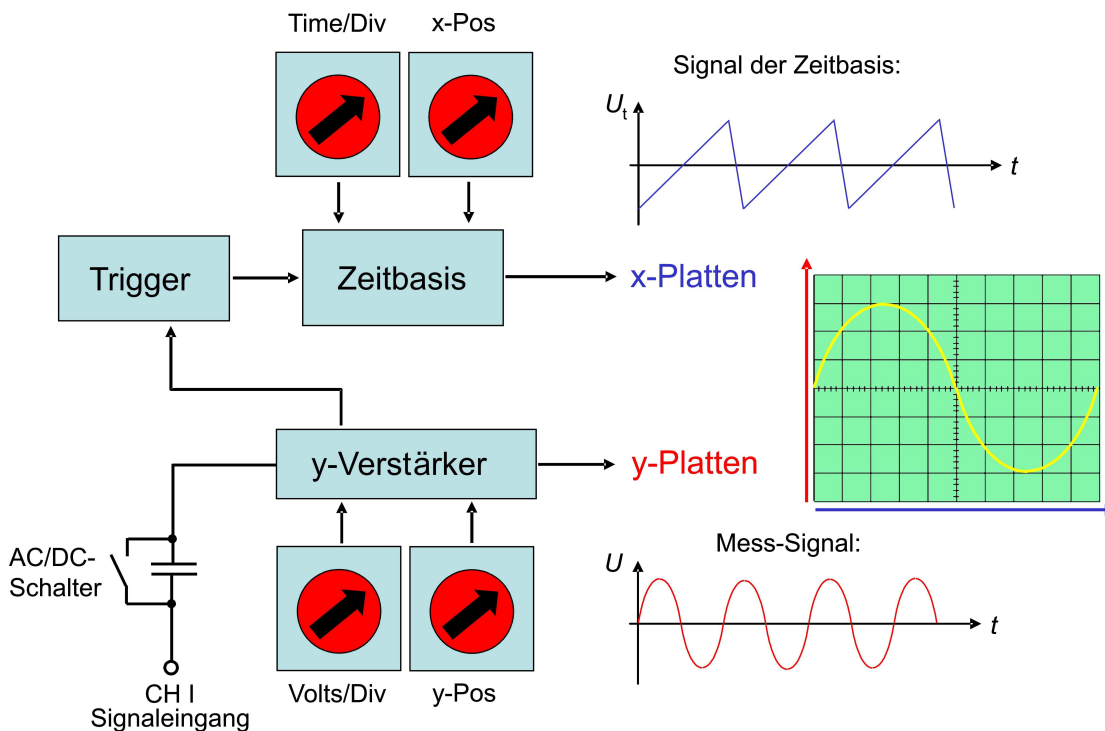 Time/Div
x-Pos
Signal der Zeitbasis:
Ut
t
Trigger
Zeitbasis
x-Platten
y-Verstärker
y-Platten
AC/DC-
Schalter
Mess-Signal:
U
t
CH I
Signaleingang
Volts/Div
y-Pos